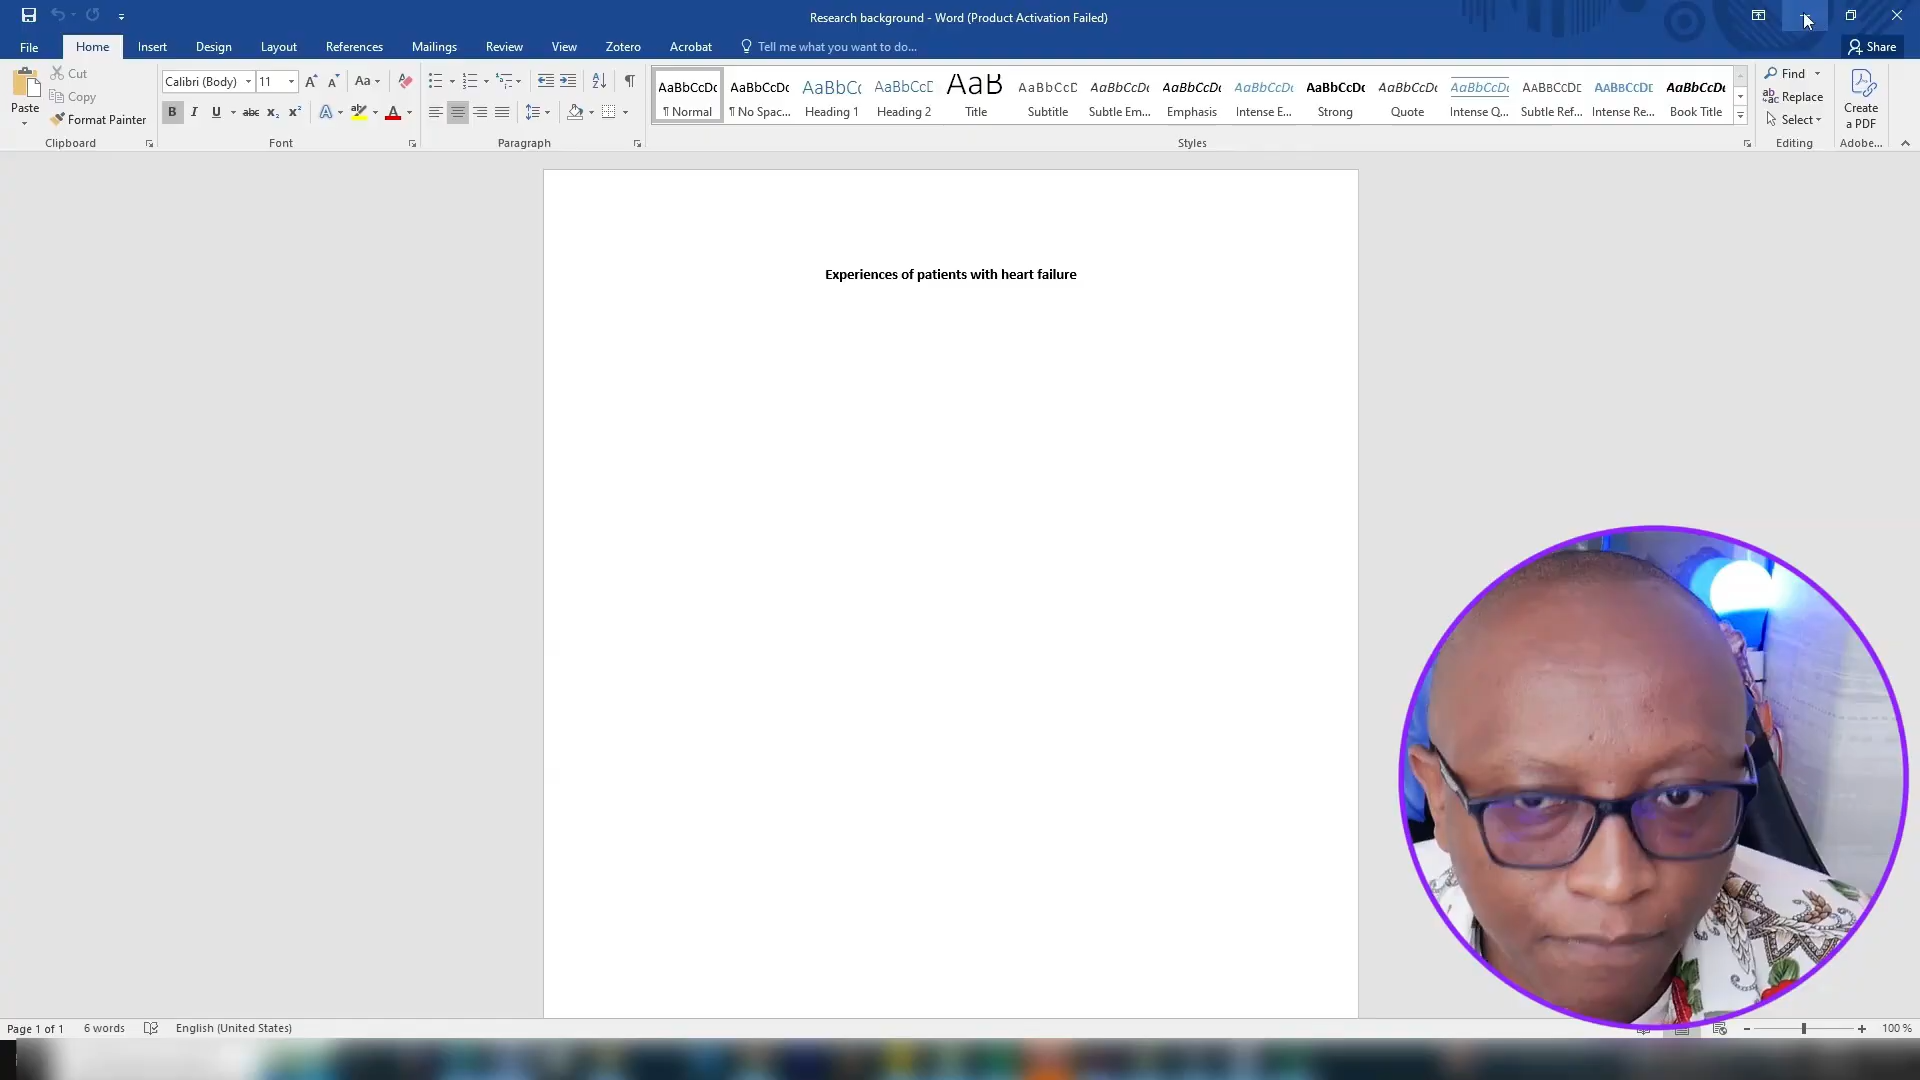 Research background - Word (Product Activation Failed)
File Home Insert Design Layout References Mailings Review View Zotero Acrobat Tell me what you want to do... Share
Paste Cut Copy Format Painter
Calibri (Body) 11
AaBbCcDc AaBbCcDc AaBbCc AaBbCcD AaB AaBbCcD AaBbCcDc AaBbCcDc AaBbCcDc AaBbCcDc AaBbCcDc AaBbCcDc AABBCCDD AABBCCDD AaBbCcDc
¶ Normal ¶ No Spac... Heading 1 Heading 2 Title Subtitle Subtle Em... Emphasis Intense E... Strong Quote Intense Q... Subtle Ref... Intense Re... Book Title
Find Replace Select
Create a PDF
Clipboard Font Paragraph Styles Editing Adobe...
Experiences of patients with heart failure
Page 1 of 1 6 words English (United States) 100 %